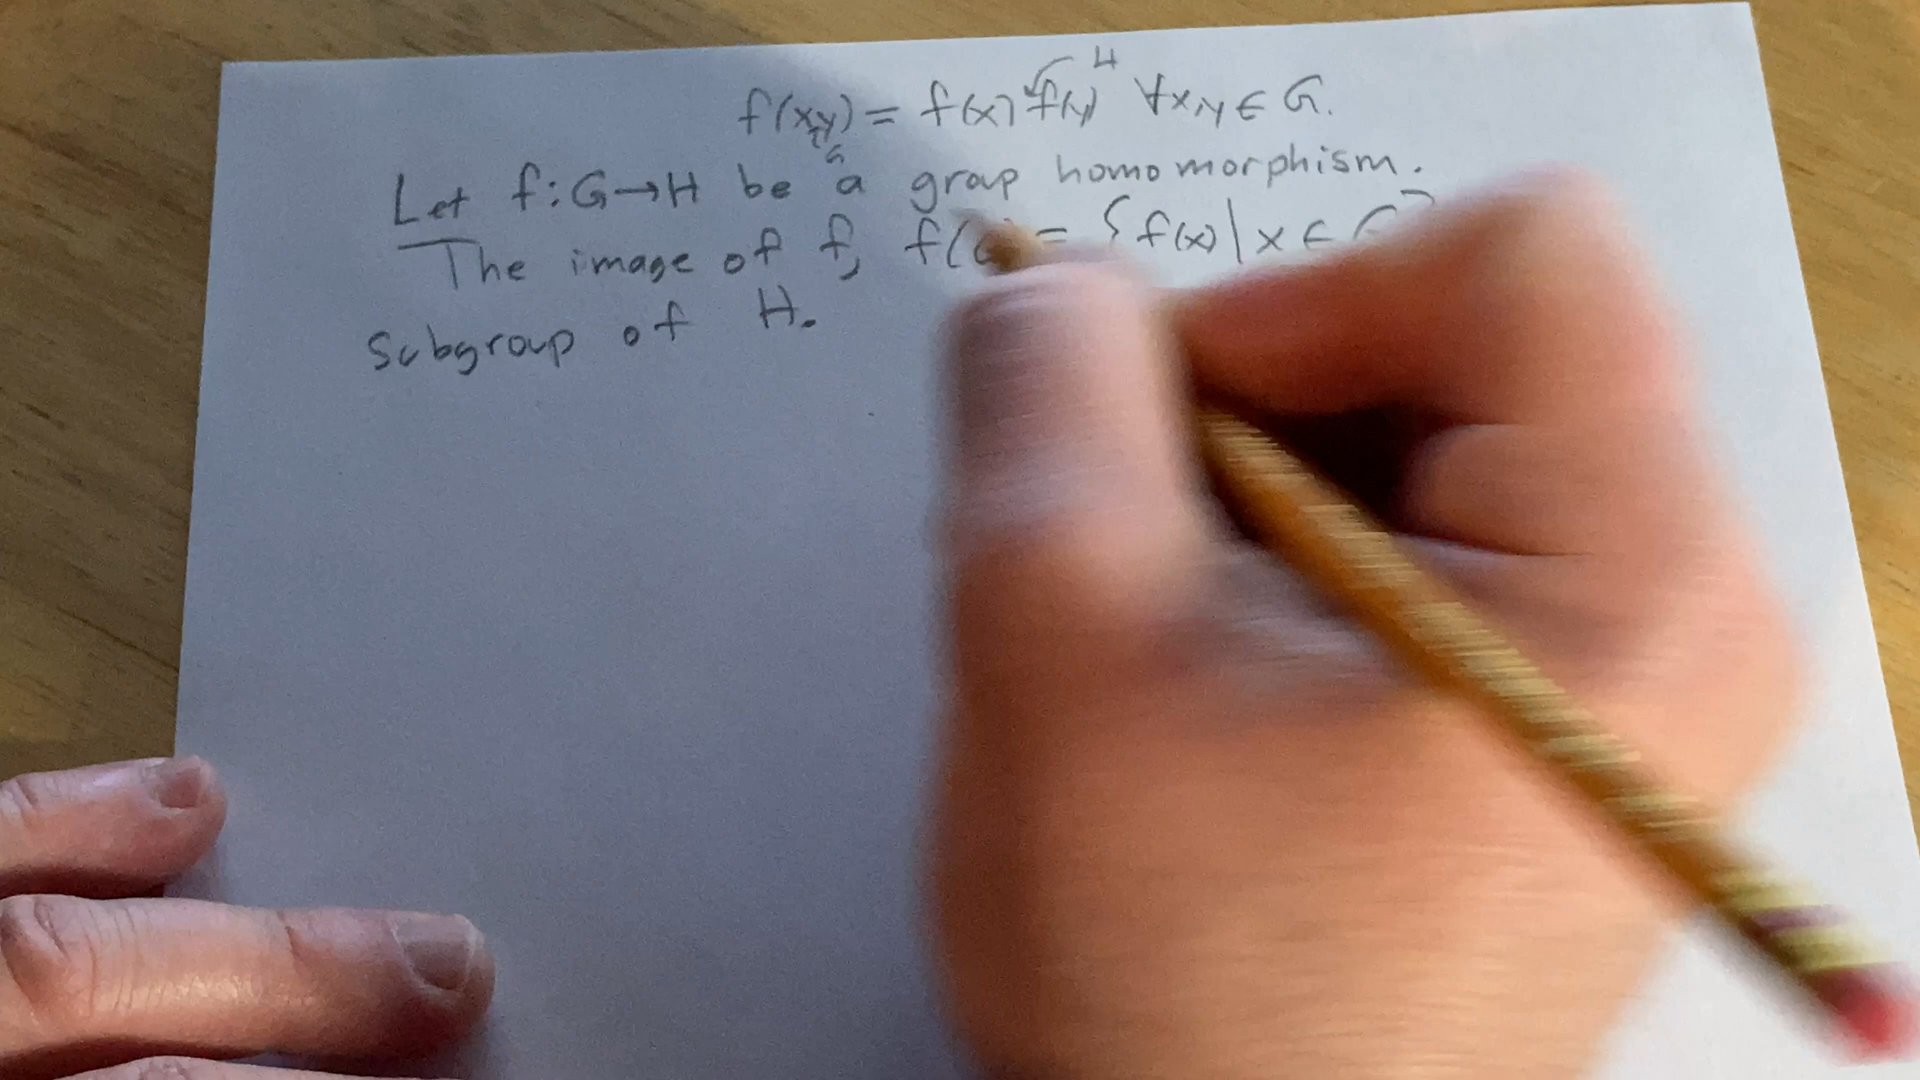 f(xy) = f(x) f(y) H ∀x,y ∈ G.
G
Let f: G→H be a group homomorphism.
The image of f, f(G) = {f(x) | x ∈ G}
Subgroup of H.